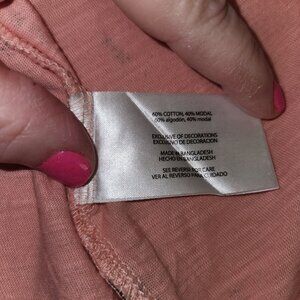 60% COTTON, 40% MODAL
60% algodón, 40% modal
EXCLUSIVE OF DECORATIONS
EXCLUSIVO DE DECORACION
MADE IN BANGLADESH
HECHO EN BANGLADESH
SEE REVERSE FOR CARE
VER AL REVERSO PARA EL CUIDADO